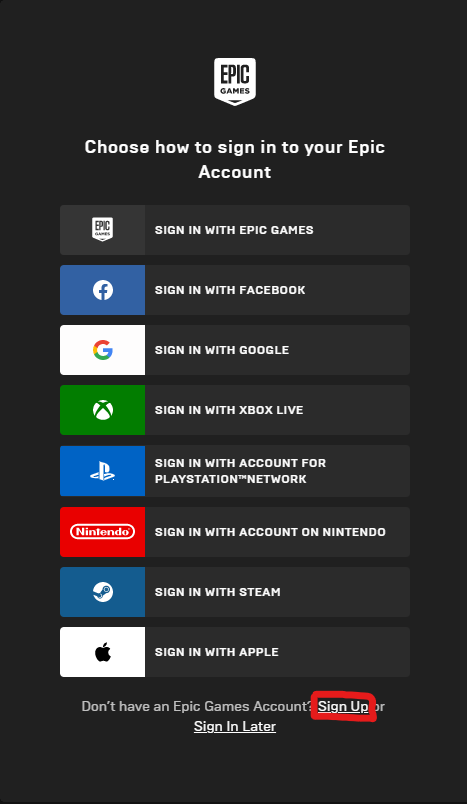 EPIC
GAMES
Choose how to sign in to your Epic
Account
EPIC
GAMES
SIGN IN WITH EPIC GAMES
SIGN IN WITH FACEBOOK
SIGN IN WITH GOOGLE
SIGN IN WITH XBOX LIVE
SIGN IN WITH ACCOUNT FOR
PLAYSTATION™NETWORK
Nintendo
SIGN IN WITH ACCOUNT ON NINTENDO
SIGN IN WITH STEAM
SIGN IN WITH APPLE
Don't have an Epic Games Account? Sign Up or
Sign In Later